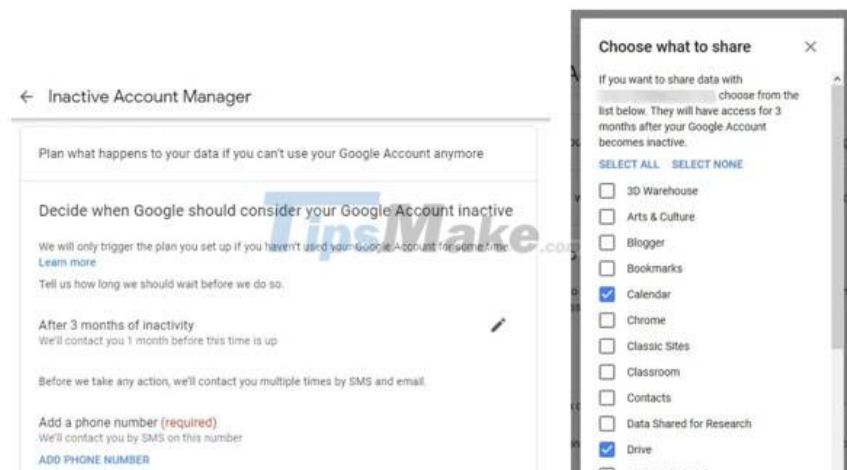 Inactive Account Manager
Plan what happens to your data if you can't use your Google Account anymore
Decide when Google should consider your Google Account inactive
We will only trigger the plan you set up if you haven't used your Google Account for some time.
Learn more
Tell us how long we should wait before we do so.
After 3 months of inactivity
We'll contact you 1 month before this time is up
Before we take any action, we'll contact you multiple times by SMS and email.
Add a phone number (required)
We'll contact you by SMS on this number
ADD PHONE NUMBER
TipsMake.com
Choose what to share
If you want to share data with
choose from the
list below. They will have access for 3
months after your Google Account
becomes inactive.
SELECT ALL SELECT NONE
3D Warehouse
Arts & Culture
Blogger
Bookmarks
Calendar
Chrome
Classic Sites
Classroom
Contacts
Data Shared for Research
Drive